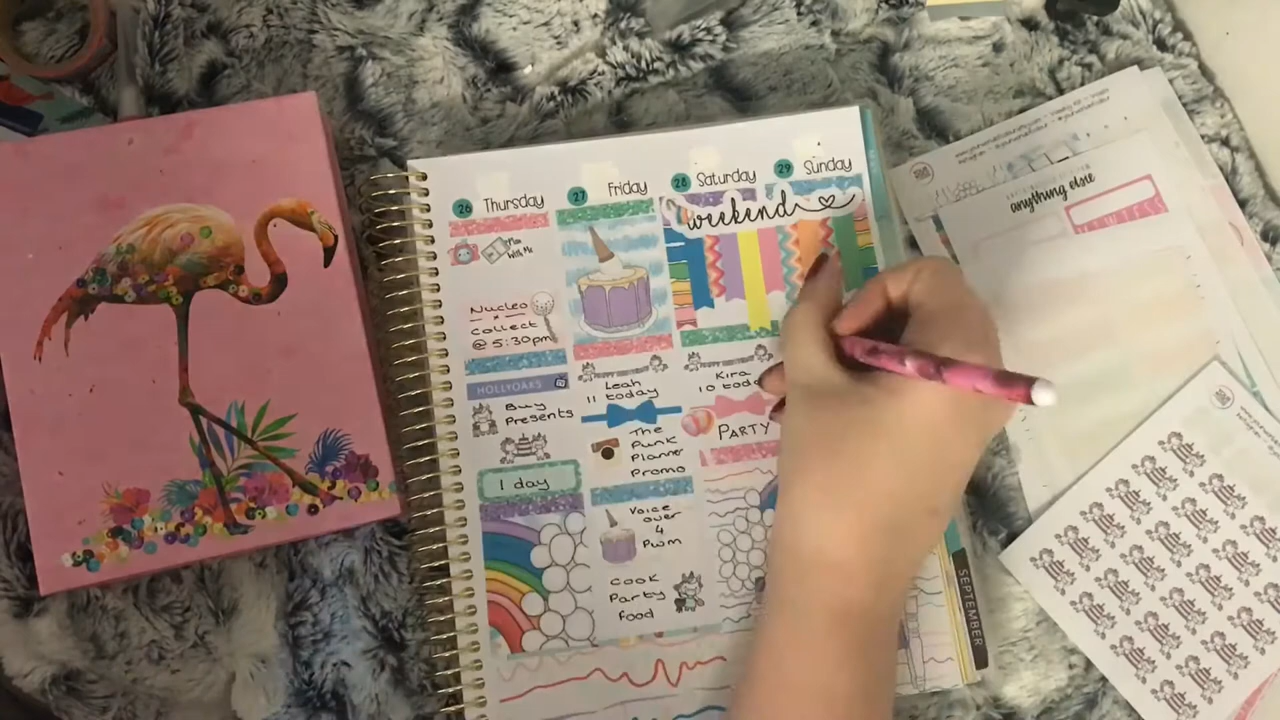 26 Thursday
27 Friday
28 Saturday
29 Sunday
weekend
Plan
With Me
Nucleo
Collect
@ 5:30pm
HOLLYOAKS
Buy
Presents
1 day
Leah
11 today
The
Punk
Planner
Promo
Voice
over
4
PWM
Cook
Party
food
Kira
10 toda
PARTY
SEPTEMBER
anything else